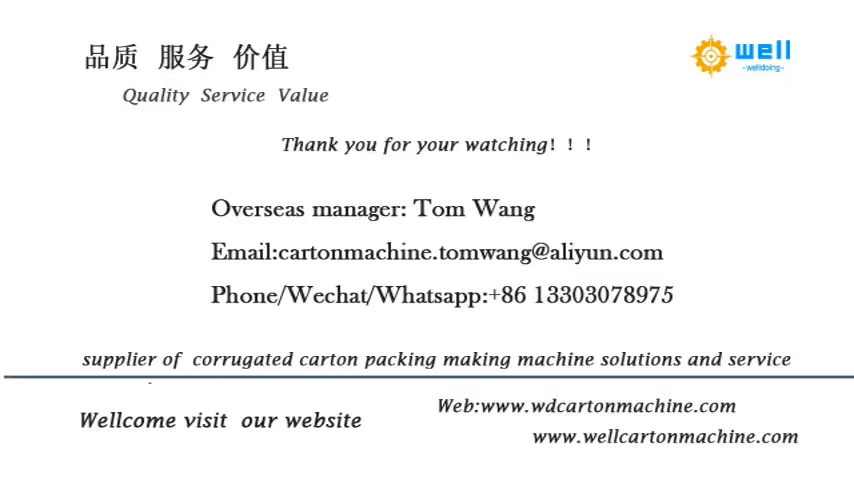 品质 服务 价值
well
-welldoing-
Quality Service Value
Thank you for your watching！！！
Overseas manager: Tom Wang
Email:cartonmachine.tomwang@aliyun.com
Phone/Wechat/Whatsapp:+86 13303078975
supplier of corrugated carton packing making machine solutions and service
Wellcome visit our website
Web:www.wdcartonmachine.com
www.wellcartonmachine.com